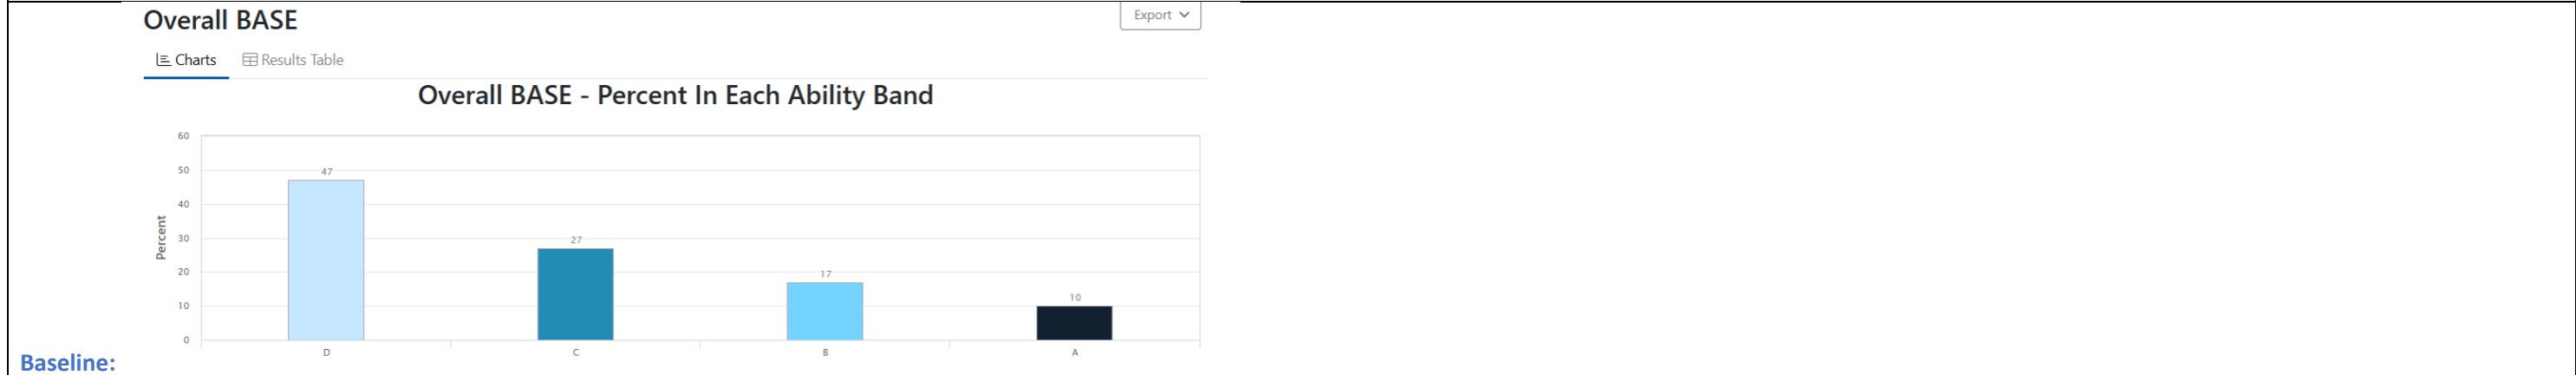 Overall BASE
Export
Charts Results Table
Overall BASE - Percent In Each Ability Band
60
50
40
30
20
10
0
Percent
47
27
17
10
D C B A
Baseline: